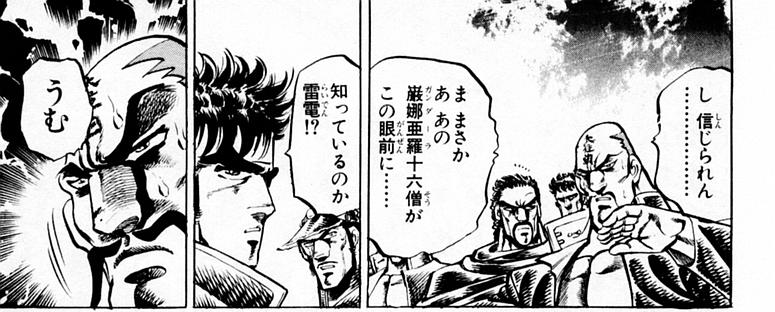 し 信じられん
………………
ま まさか
あ あの
巌娜亜羅十六僧が
この眼前に………
知っているのか
雷電!?
うむ